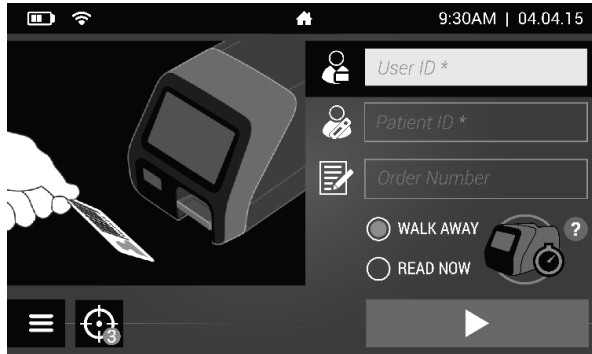 9:30AM | 04.04.15
User ID *
Patient ID *
Order Number
WALK AWAY
?
READ NOW
3